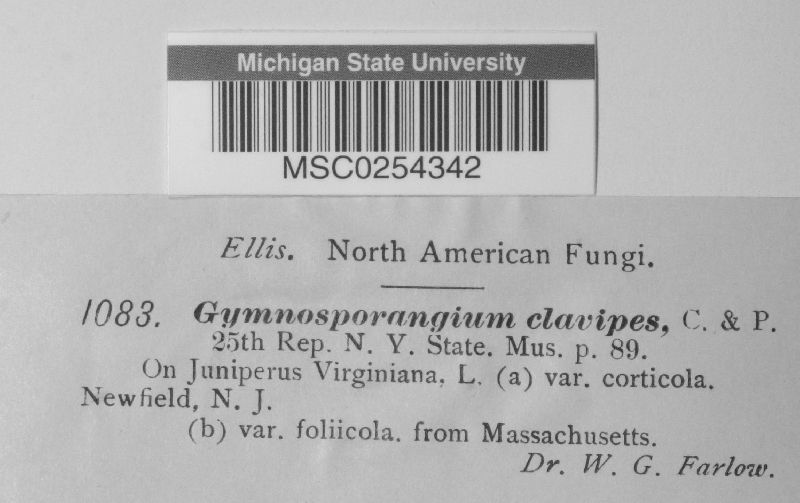 Michigan State University
MSC0254342
Ellis. North American Fungi.
1083. Gymnosporangium clavipes, C. & P.
25th Rep. N. Y. State. Mus. p. 89.
On Juniperus Virginiana, L. (a) var. corticola.
Newfield, N. J.
(b) var. foliicola. from Massachusetts.
Dr. W. G. Farlow.